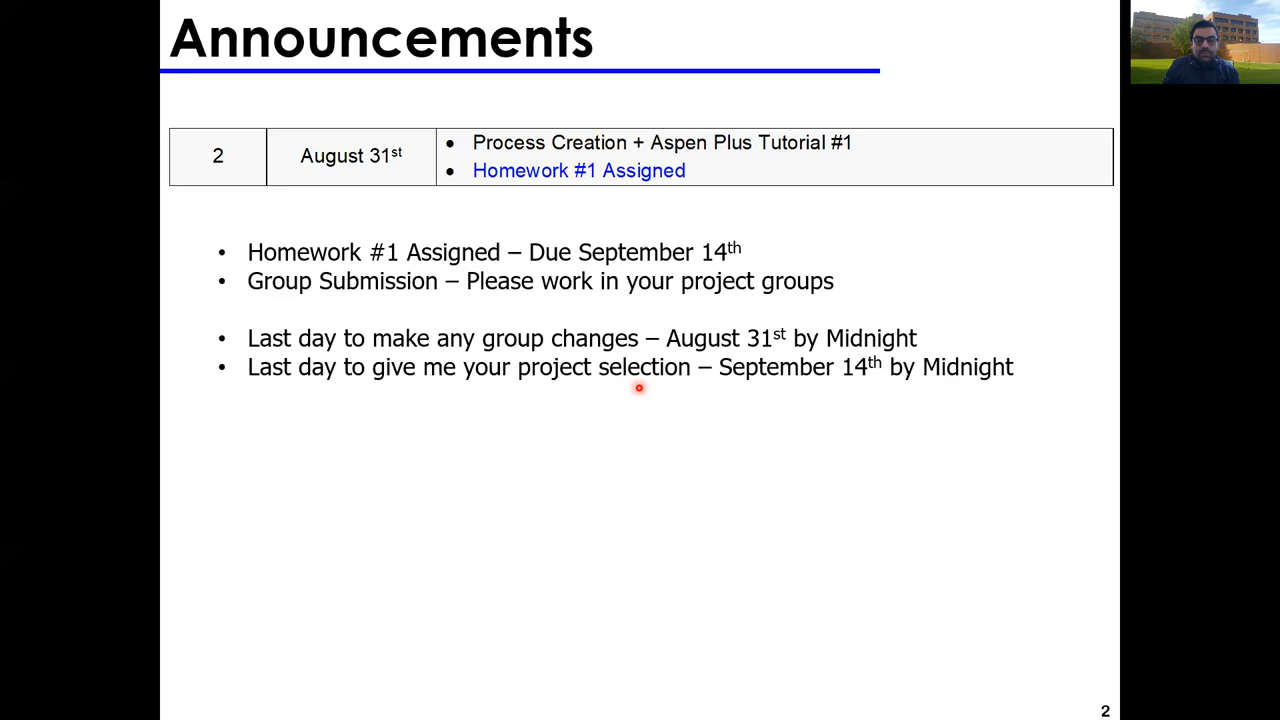 Announcements
2 August 31st • Process Creation + Aspen Plus Tutorial #1
• Homework #1 Assigned
• Homework #1 Assigned – Due September 14th
• Group Submission – Please work in your project groups
• Last day to make any group changes – August 31st by Midnight
• Last day to give me your project selection – September 14th by Midnight
2